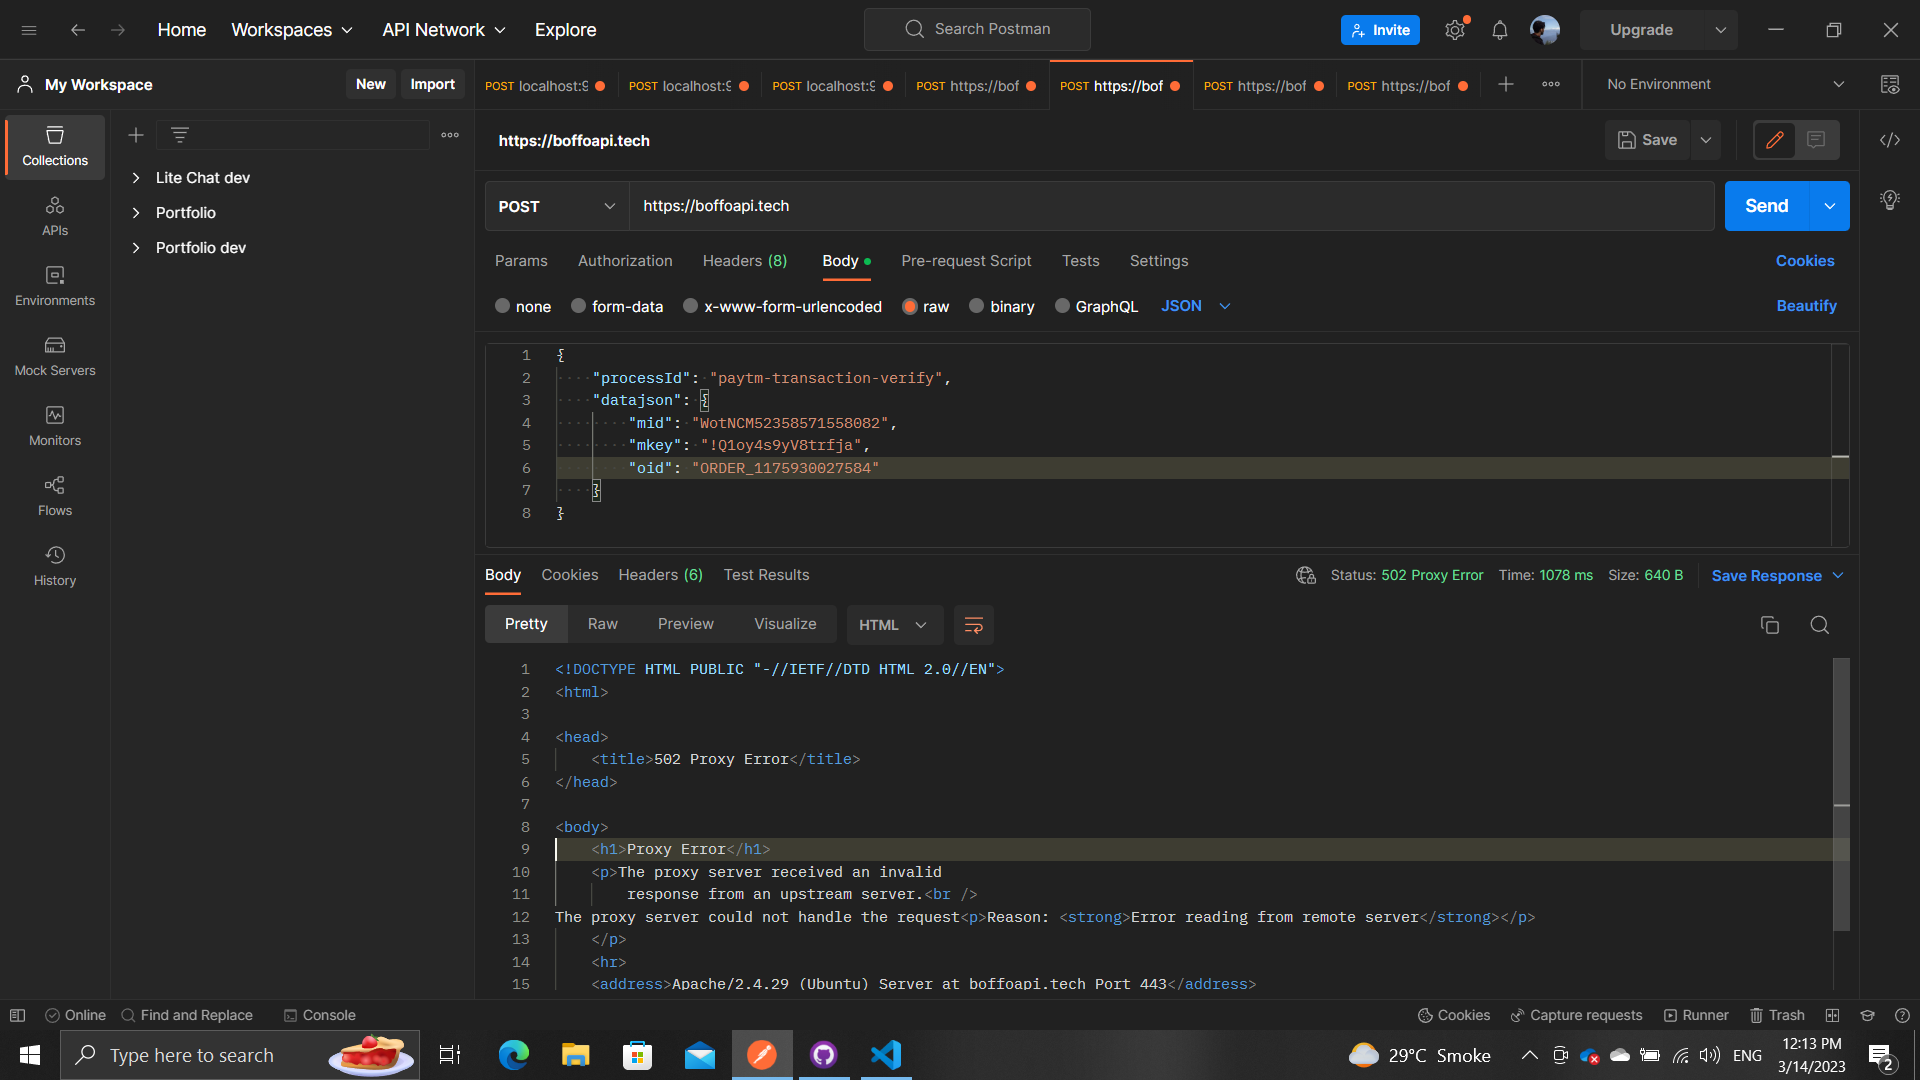 Home Workspaces API Network Explore Search Postman Invite Upgrade
My Workspace New Import POST localhost:9 POST localhost:9 POST localhost:9 POST https://bof POST https://bof POST https://bof POST https://bof No Environment
Collections
APIs
Environments
Mock Servers
Monitors
Flows
History
Lite Chat dev
Portfolio
Portfolio dev
https://boffoapi.tech Save
POST https://boffoapi.tech Send
Params Authorization Headers (8) Body Pre-request Script Tests Settings Cookies
none form-data x-www-form-urlencoded raw binary GraphQL JSON Beautify
1 {
2 "processId": "paytm-transaction-verify",
3 "datajson": {
4 "mid": "WotNCM52358571558082",
5 "mkey": "!Q1oy4s9yV8trfja",
6 "oid": "ORDER_1175930027584"
7 }
8 }
Body Cookies Headers (6) Test Results Status: 502 Proxy Error Time: 1078 ms Size: 640 B Save Response
Pretty Raw Preview Visualize HTML
1 <!DOCTYPE HTML PUBLIC "-//IETF//DTD HTML 2.0//EN">
2 <html>
3
4 <head>
5 <title>502 Proxy Error</title>
6 </head>
7
8 <body>
9 <h1>Proxy Error</h1>
10 <p>The proxy server received an invalid
11 response from an upstream server.<br />
12 The proxy server could not handle the request<p>Reason: <strong>Error reading from remote server</strong></p>
13 </p>
14 <hr>
15 <address>Apache/2.4.29 (Ubuntu) Server at boffoapi.tech Port 443</address>
Online Find and Replace Console Cookies Capture requests Runner Trash
Type here to search 29°C Smoke ENG 12:13 PM
3/14/2023 2